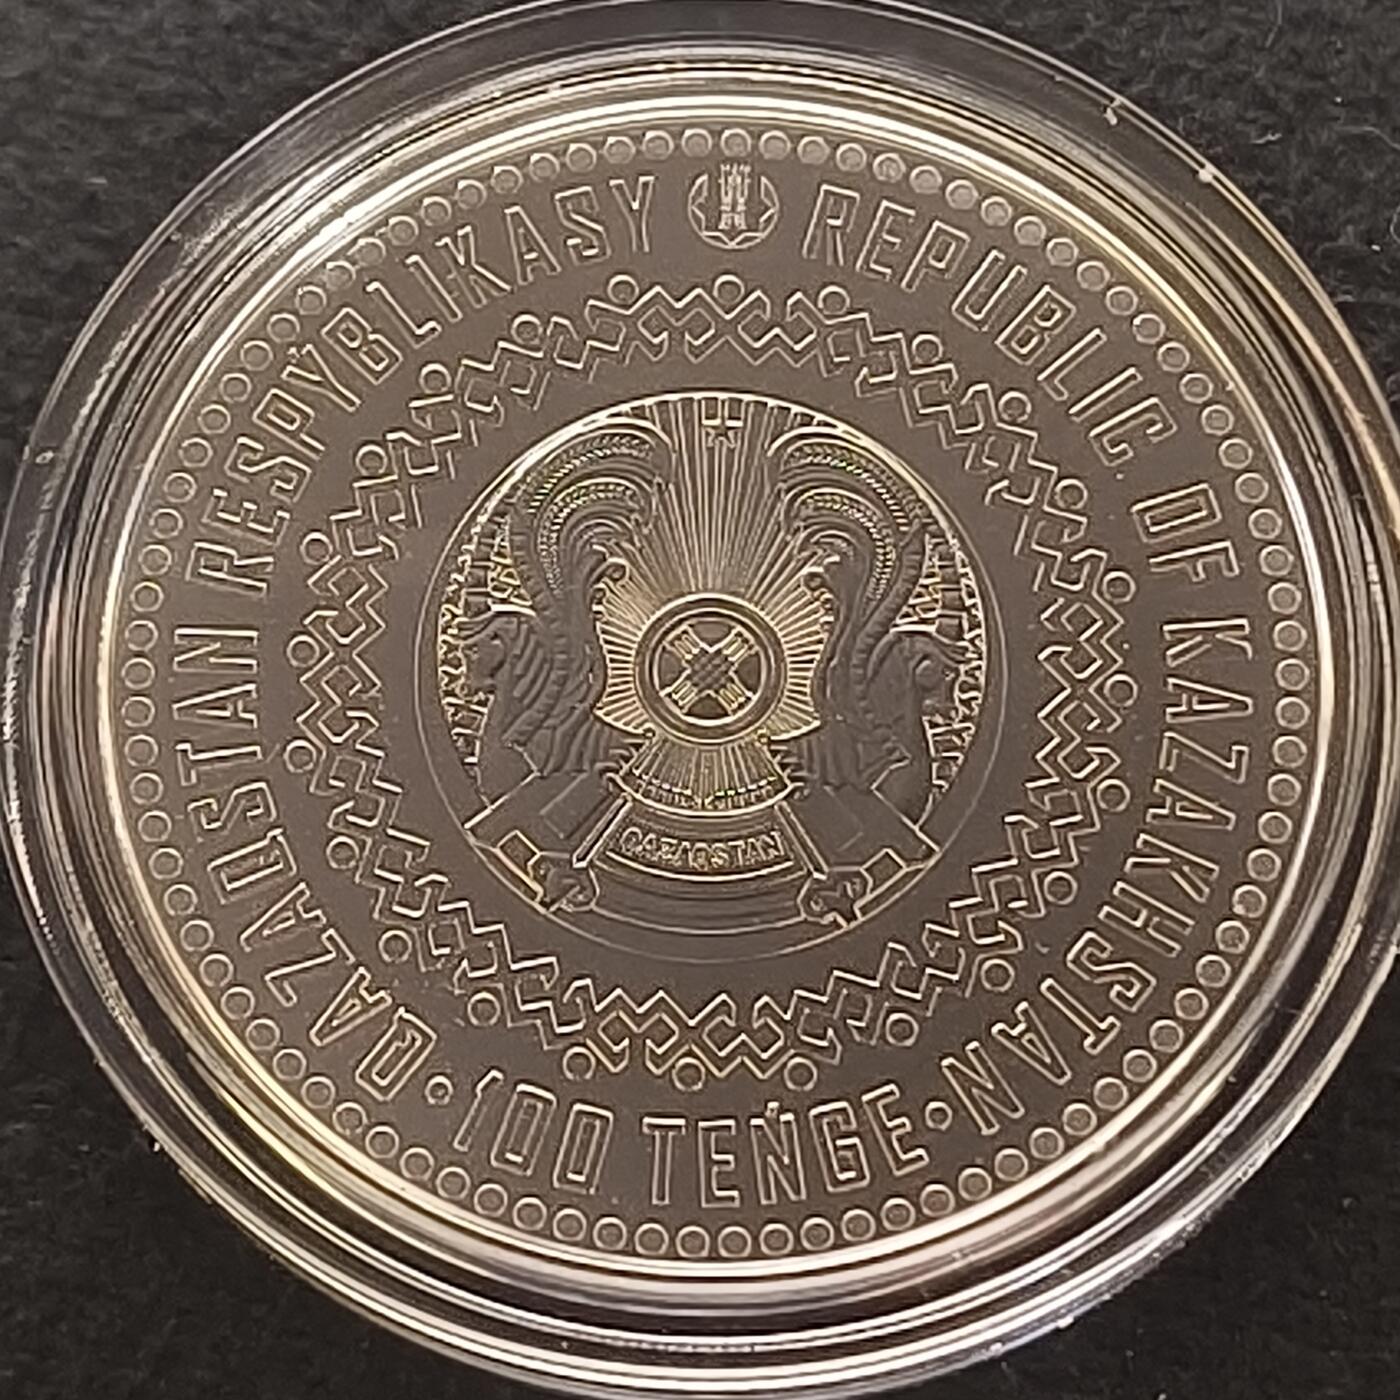 QAZAQSTAN RESPÝBLIKASY
REPUBLIC OF KAZAKHSTAN
• 100 TEŃGE •
QAZAQSTAN